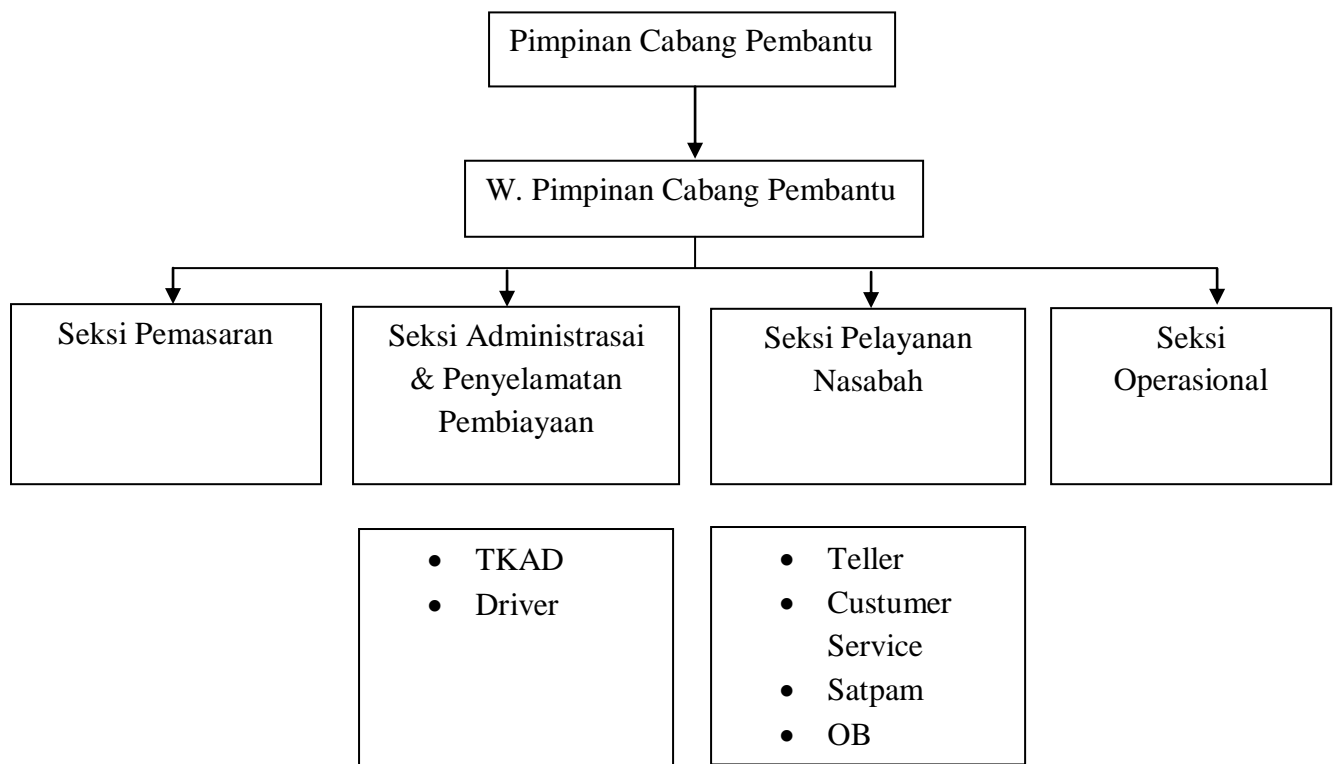 Pimpinan Cabang Pembantu
W. Pimpinan Cabang Pembantu
Seksi Pemasaran
Seksi Administrasai
& Penyelamatan
Pembiayaan
Seksi Pelayanan
Nasabah
Seksi
Operasional
• TKAD
• Driver
• Teller
• Custumer
Service
• Satpam
• OB